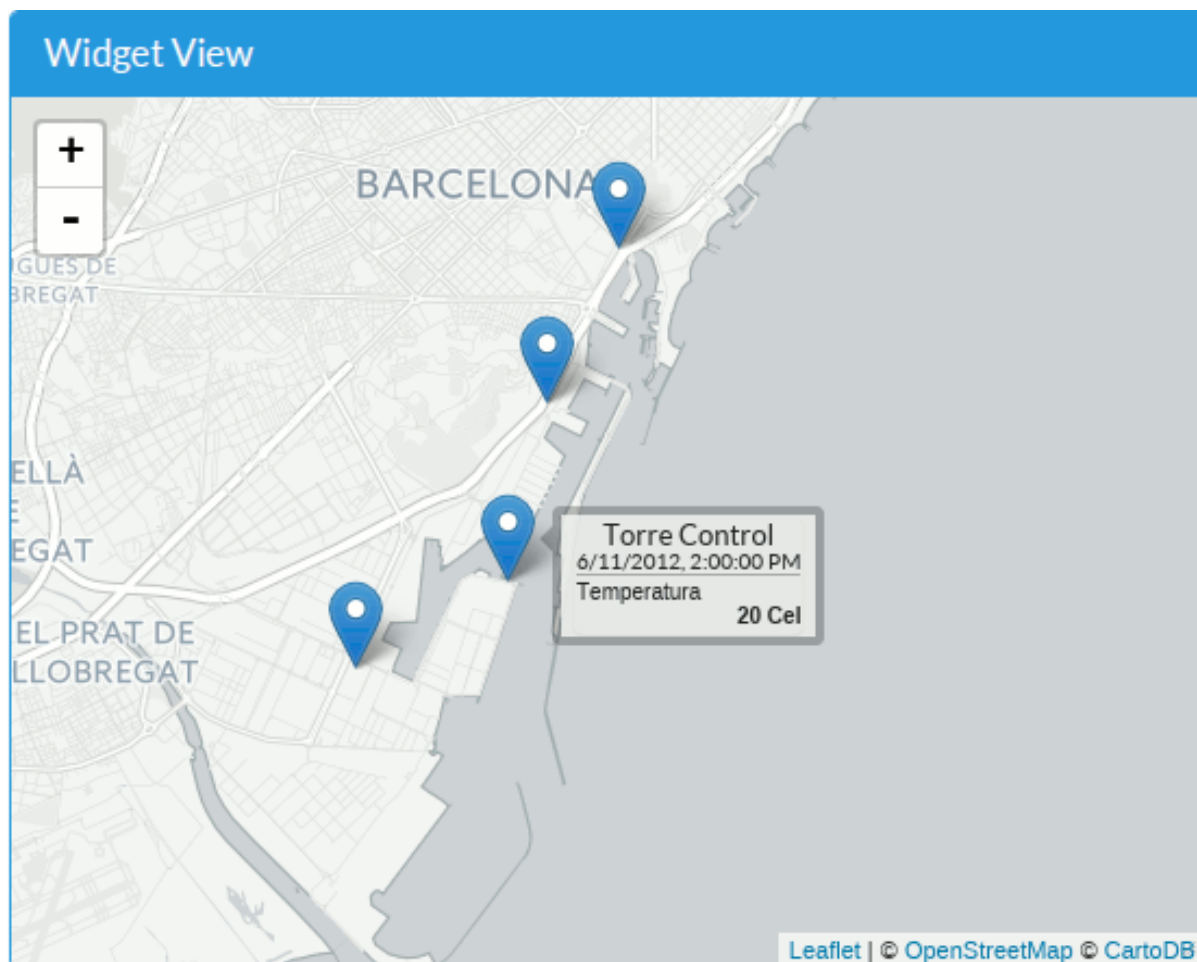 Widget View
+
-
BARCELONA
UGUES DE
BREGAT
ELLÀ
E
EGAT
Torre Control
6/11/2012, 2:00:00 PM
Temperatura
20 Cel
EL PRAT DE
LLOBREGAT
Leaflet | © OpenStreetMap © CartoDB